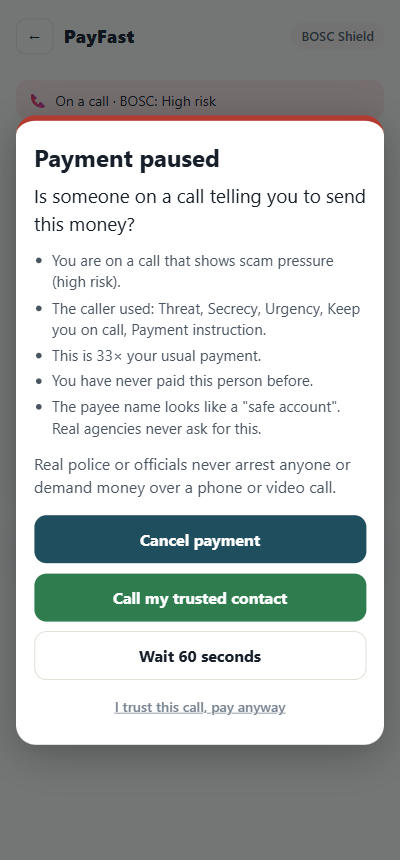 ← PayFast BOSC Shield
On a call · BOSC: High risk
Payment paused
Is someone on a call telling you to send
this money?
• You are on a call that shows scam pressure
(high risk).
• The caller used: Threat, Secrecy, Urgency, Keep
you on call, Payment instruction.
• This is 33× your usual payment.
• You have never paid this person before.
• The payee name looks like a "safe account".
Real agencies never ask for this.
Real police or officials never arrest anyone or
demand money over a phone or video call.
Cancel payment
Call my trusted contact
Wait 60 seconds
I trust this call, pay anyway